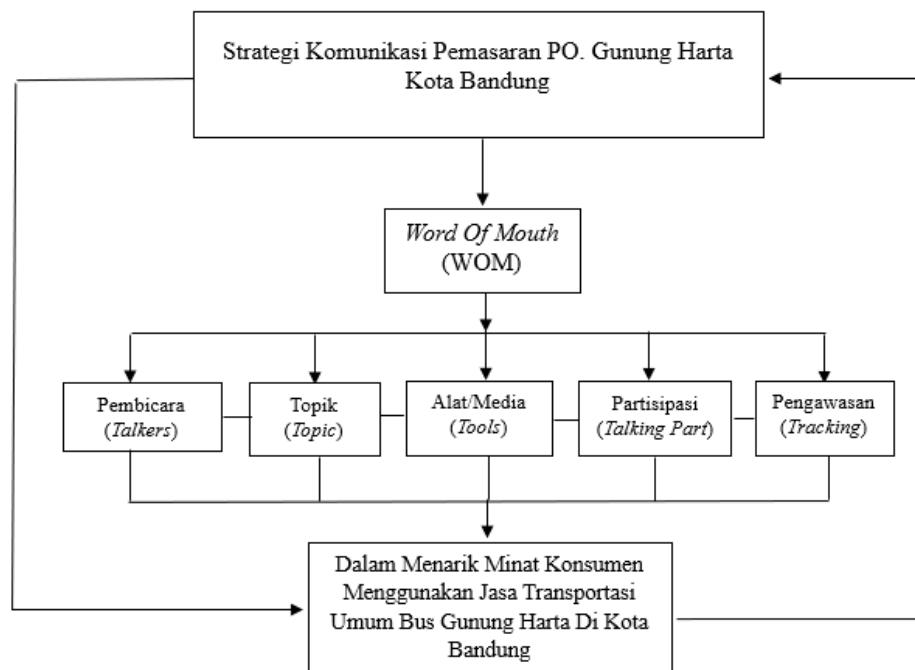 Strategi Komunikasi Pemasaran PO. Gunung Harta
Kota Bandung
Word Of Mouth
(WOM)
Pembicara
(Talkers)
Topik
(Topic)
Alat/Media
(Tools)
Partisipasi
(Talking Part)
Pengawasan
(Tracking)
Dalam Menarik Minat Konsumen
Menggunakan Jasa Transportasi
Umum Bus Gunung Harta Di Kota
Bandung